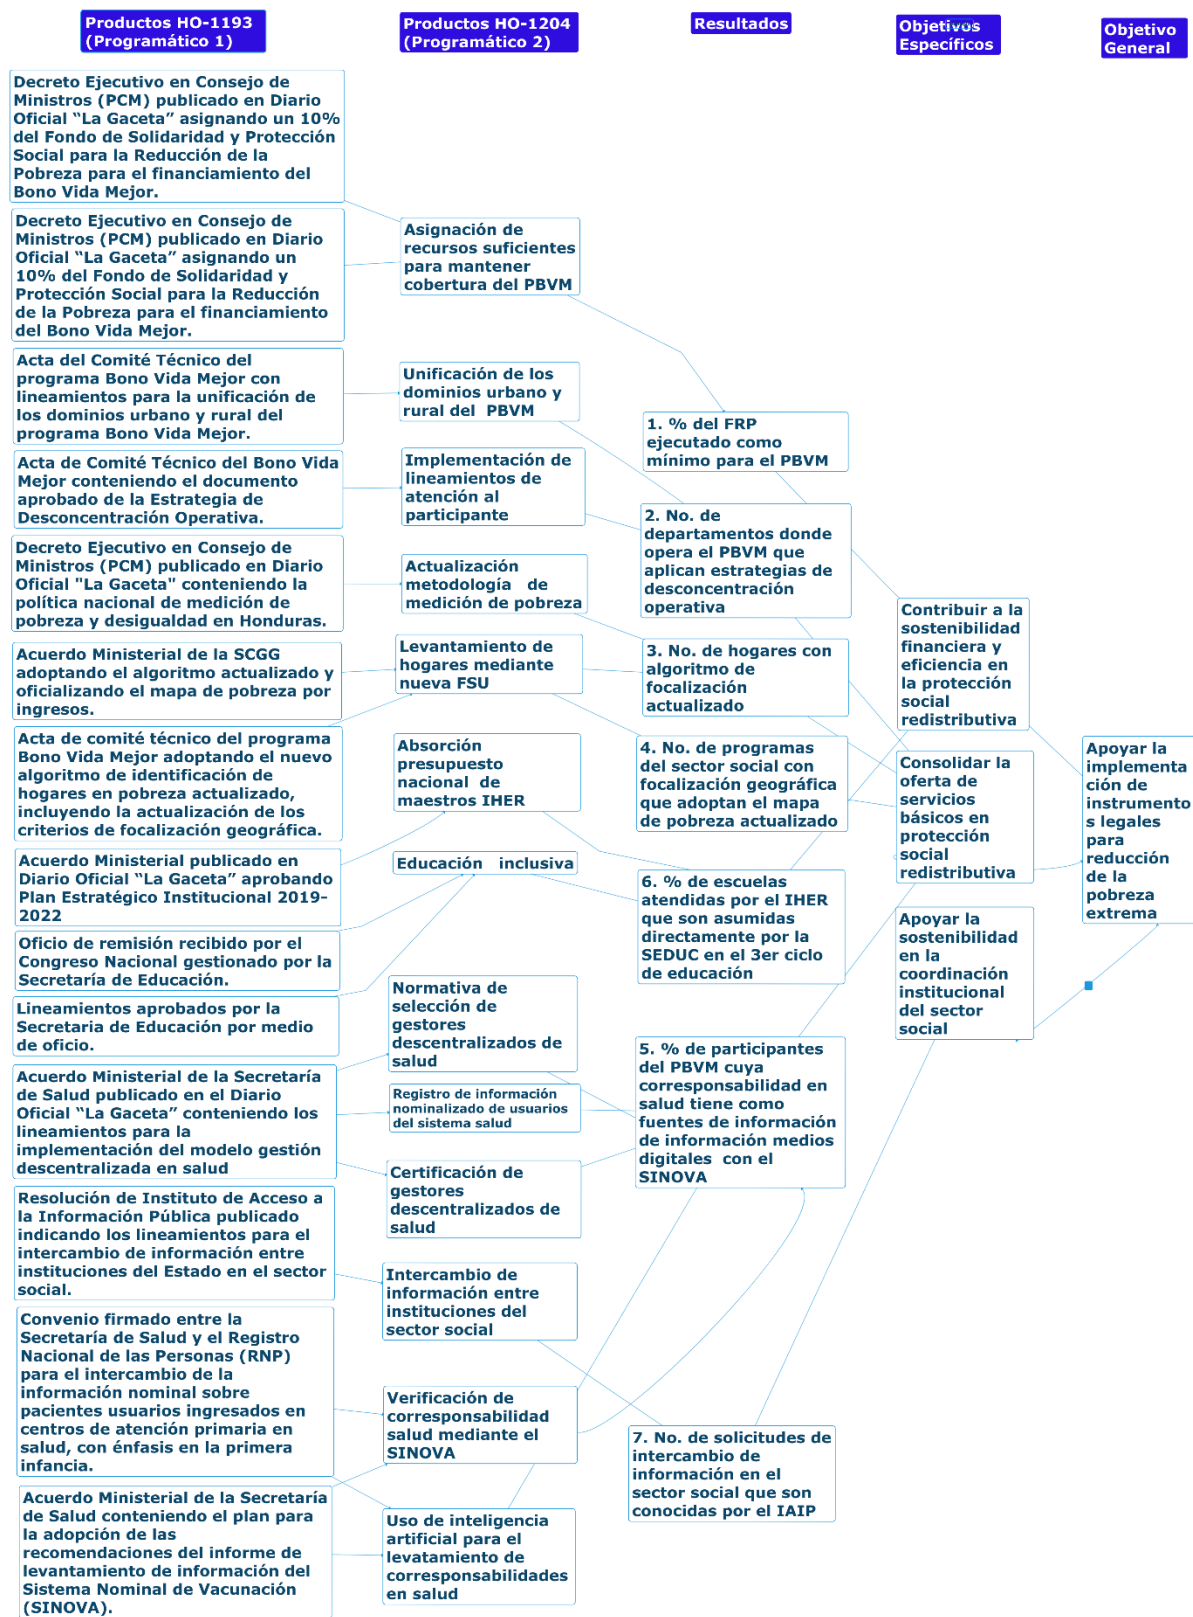 Productos HO-1193
(Programático 1)
Productos HO-1204
(Programático 2)
Resultados
Objetivos
Específicos
Objetivo
General
Decreto Ejecutivo en Consejo de
Ministros (PCM) publicado en Diario
Oficial “La Gaceta” asignando un 10%
del Fondo de Solidaridad y Protección
Social para la Reducción de la
Pobreza para el financiamiento del
Bono Vida Mejor.
Decreto Ejecutivo en Consejo de
Ministros (PCM) publicado en Diario
Oficial “La Gaceta” asignando un
10% del Fondo de Solidaridad y
Protección Social para la Reducción
de la Pobreza para el financiamiento
del Bono Vida Mejor.
Acta del Comité Técnico del
programa Bono Vida Mejor con
lineamientos para la unificación de
los dominios urbano y rural del
programa Bono Vida Mejor.
Acta de Comité Técnico del Bono Vida
Mejor conteniendo el documento
aprobado de la Estrategia de
Desconcentración Operativa.
Decreto Ejecutivo en Consejo de
Ministros (PCM) publicado en Diario
Oficial "La Gaceta" conteniendo la
política nacional de medición de
pobreza y desigualdad en Honduras.
Acuerdo Ministerial de la SCGG
adoptando el algoritmo actualizado y
oficializando el mapa de pobreza por
ingresos.
Acta de comité técnico del programa
Bono Vida Mejor adoptando el nuevo
algoritmo de identificación de
hogares en pobreza actualizado,
incluyendo la actualización de los
criterios de focalización geográfica.
Acuerdo Ministerial publicado en
Diario Oficial “La Gaceta” aprobando
Plan Estratégico Institucional 2019-
2022
Oficio de remisión recibido por el
Congreso Nacional gestionado por la
Secretaría de Educación.
Lineamientos aprobados por la
Secretaria de Educación por medio
de oficio.
Acuerdo Ministerial de la Secretaría
de Salud publicado en el Diario
Oficial “La Gaceta” conteniendo los
lineamientos para la
implementación del modelo gestión
descentralizada en salud
Resolución de Instituto de Acceso a
la Información Pública publicado
indicando los lineamientos para el
intercambio de información entre
instituciones del Estado en el sector
social.
Convenio firmado entre la
Secretaría de Salud y el Registro
Nacional de las Personas (RNP)
para el intercambio de la
información nominal sobre
pacientes usuarios ingresados en
centros de atención primaria en
salud, con énfasis en la primera
infancia.
Acuerdo Ministerial de la Secretaría
de Salud conteniendo el plan para
la adopción de las
recomendaciones del informe de
levantamiento de información del
Sistema Nominal de Vacunación
(SINOVA).
Asignación de
recursos suficientes
para mantener
cobertura del PBVM
Unificación de los
dominios urbano y
rural del PBVM
Implementación de
lineamientos de
atención al
participante
Actualización
metodología de
medición de pobreza
Levantamiento de
hogares mediante
nueva FSU
Absorción
presupuesto
nacional de
maestros IHER
Educación inclusiva
Normativa de
selección de
gestores
descentralizados de
salud
Registro de información
nominalizado de usuarios
del sistema salud
Certificación de
gestores
descentralizados de
salud
Intercambio de
información entre
instituciones del
sector social
Verificación de
corresponsabilidad
salud mediante el
SINOVA
Uso de inteligencia
artificial para el
levatamiento de
corresponsabilidades
en salud
1. % del FRP
ejecutado como
mínimo para el PBVM
2. No. de
departamentos donde
opera el PBVM que
aplican estrategias de
desconcentración
operativa
3. No. de hogares con
algoritmo de
focalización
actualizado
4. No. de programas
del sector social con
focalización geográfica
que adoptan el mapa
de pobreza actualizado
6. % de escuelas
atendidas por el IHER
que son asumidas
directamente por la
SEDUC en el 3er ciclo
de educación
5. % de participantes
del PBVM cuya
corresponsabilidad en
salud tiene como
fuentes de información
de información medios
digitales con el
SINOVA
7. No. de solicitudes de
intercambio de
información en el
sector social que son
conocidas por el IAIP
Contribuir a la
sostenibilidad
financiera y
eficiencia en
la protección
social
redistributiva
Consolidar la
oferta de
servicios
básicos en
protección
social
redistributiva
Apoyar la
sostenibilidad
en la
coordinación
institucional
del sector
social
Apoyar la
implementa
ción de
instrumento
s legales
para
reducción
de la
pobreza
extrema